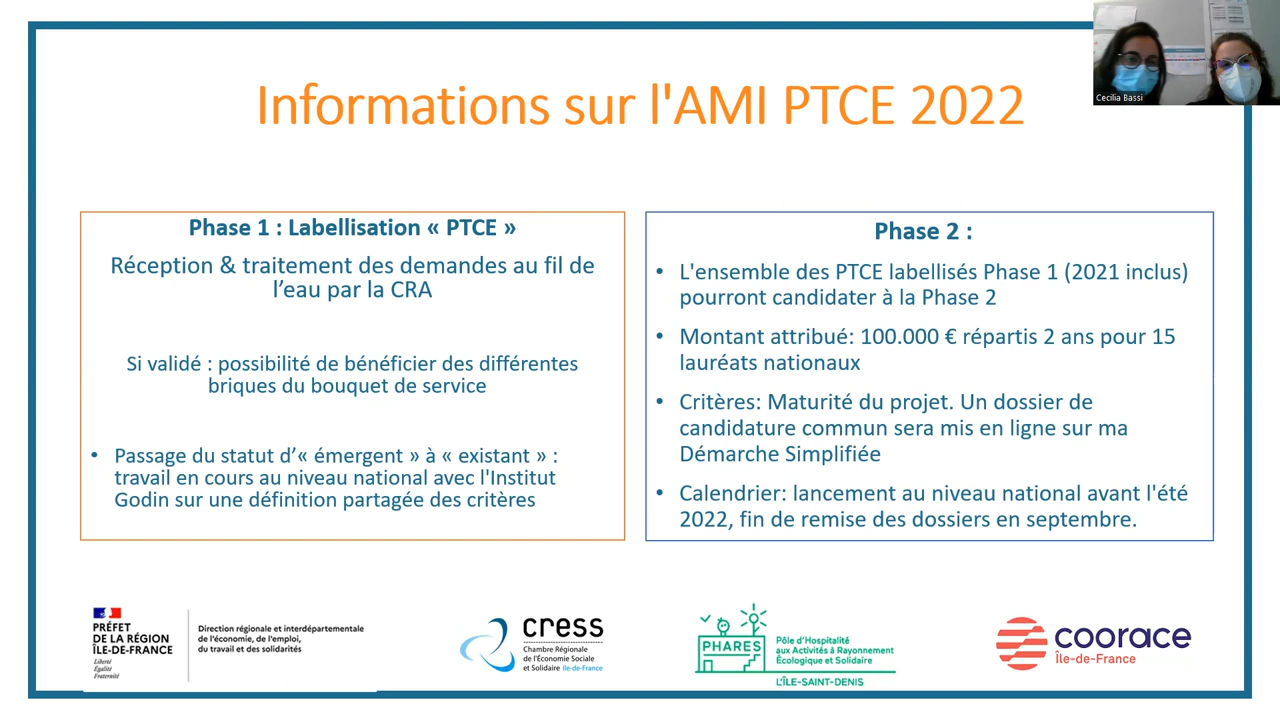 Informations sur l'AMI PTCE 2022
Cecilia Bassi
Phase 1 : Labellisation « PTCE »
Réception & traitement des demandes au fil de
l’eau par la CRA
Si validé : possibilité de bénéficier des différentes
briques du bouquet de service
• Passage du statut d’« émergent » à « existant » :
travail en cours au niveau national avec l'Institut
Godin sur une définition partagée des critères
Phase 2 :
• L'ensemble des PTCE labellisés Phase 1 (2021 inclus)
pourront candidater à la Phase 2
• Montant attribué: 100.000 € répartis 2 ans pour 15
lauréats nationaux
• Critères: Maturité du projet. Un dossier de
candidature commun sera mis en ligne sur ma
Démarche Simplifiée
• Calendrier: lancement au niveau national avant l'été
2022, fin de remise des dossiers en septembre.
PRÉFET
DE LA RÉGION
ÎLE-DE-FRANCE
Liberté
Égalité
Fraternité
Direction régionale et interdépartementale
de l'économie, de l'emploi,
du travail et des solidarités
cress
Chambre Régionale
de l'Économie Sociale
et Solidaire Ile-de-France
PHARES
Pôle d'Hospitalité
aux Activités à Rayonnement
Écologique et Solidaire
L'ÎLE-SAINT-DENIS
coorace
Île-de-France